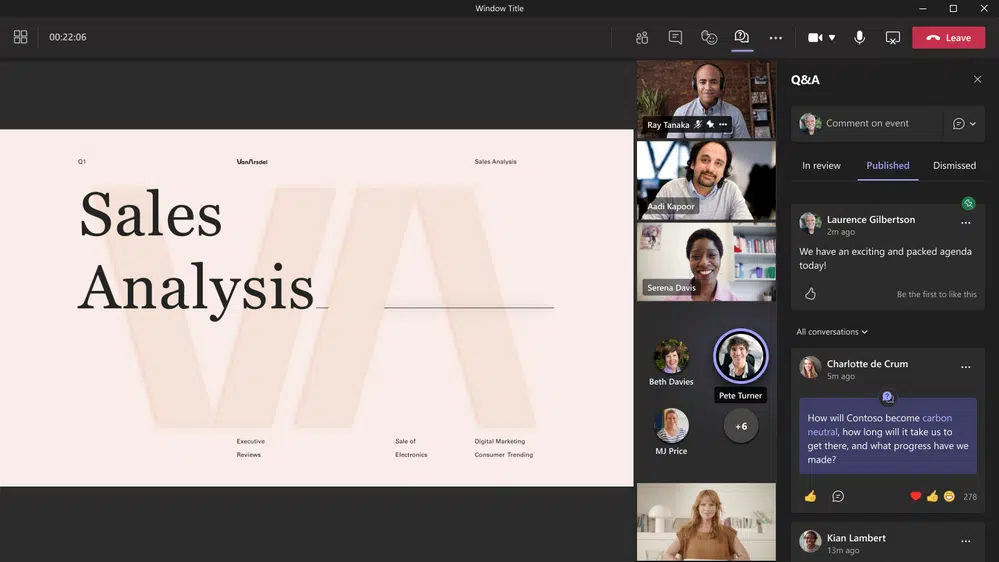 Window Title
00:22:06
Leave
Q1
VanArsdel
Sales Analysis
Sales
Analysis_
Executive
Reviews
Sale of
Electronics
Digital Marketing
Consumer Trending
Ray Tanaka
Aadi Kapoor
Serena Davis
Beth Davies
Pete Turner
MJ Price
+6
Q&A
Comment on event
In review
Published
Dismissed
Laurence Gilbertson
2m ago
We have an exciting and packed agenda
today!
Be the first to like this
All conversations
Charlotte de Crum
5m ago
How will Contoso become carbon
neutral, how long will it take us to
get there, and what progress have we
made?
278
Kian Lambert
13m ago